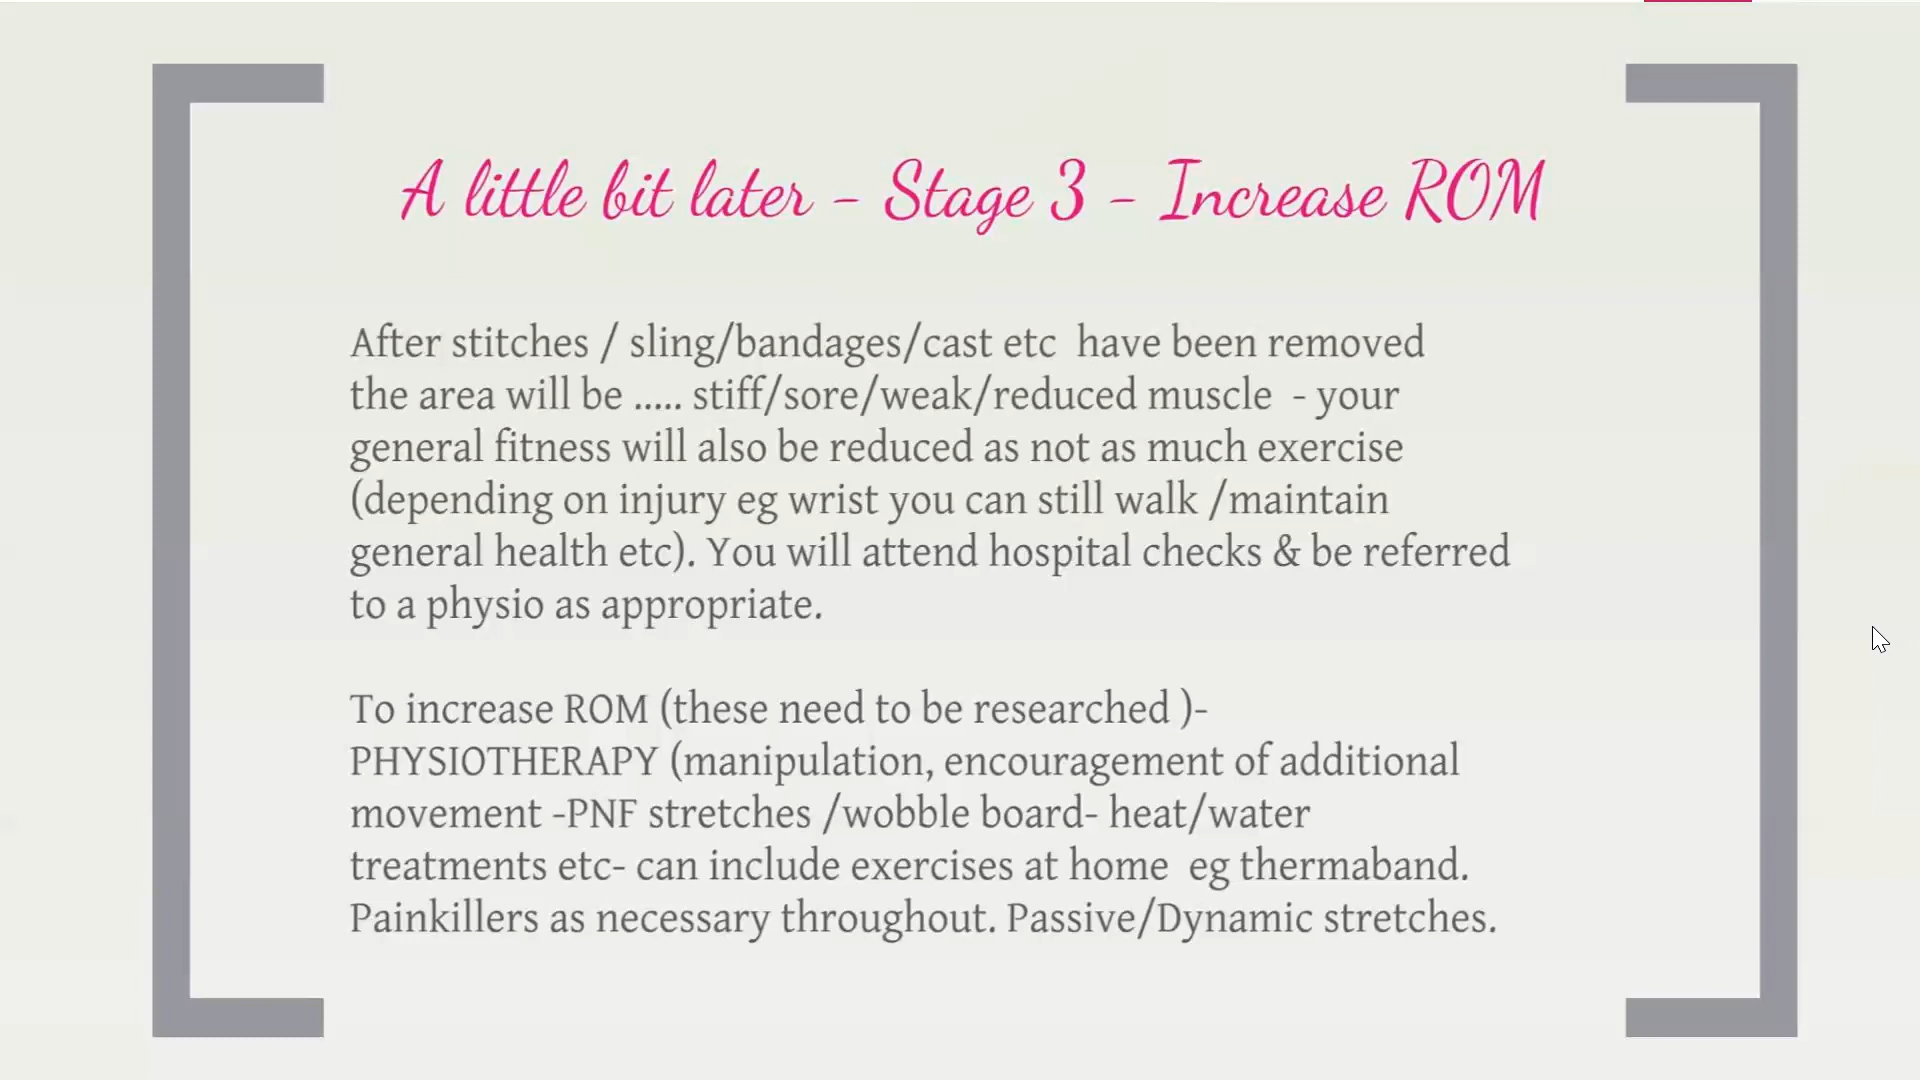 A little bit later - Stage 3 - Increase ROM
After stitches / sling/bandages/cast etc  have been removed
the area will be ..... stiff/sore/weak/reduced muscle  - your
general fitness will also be reduced as not as much exercise
(depending on injury eg wrist you can still walk /maintain
general health etc). You will attend hospital checks & be referred
to a physio as appropriate.
To increase ROM (these need to be researched )-
PHYSIOTHERAPY (manipulation, encouragement of additional
movement -PNF stretches /wobble board- heat/water
treatments etc- can include exercises at home  eg thermaband.
Painkillers as necessary throughout. Passive/Dynamic stretches.